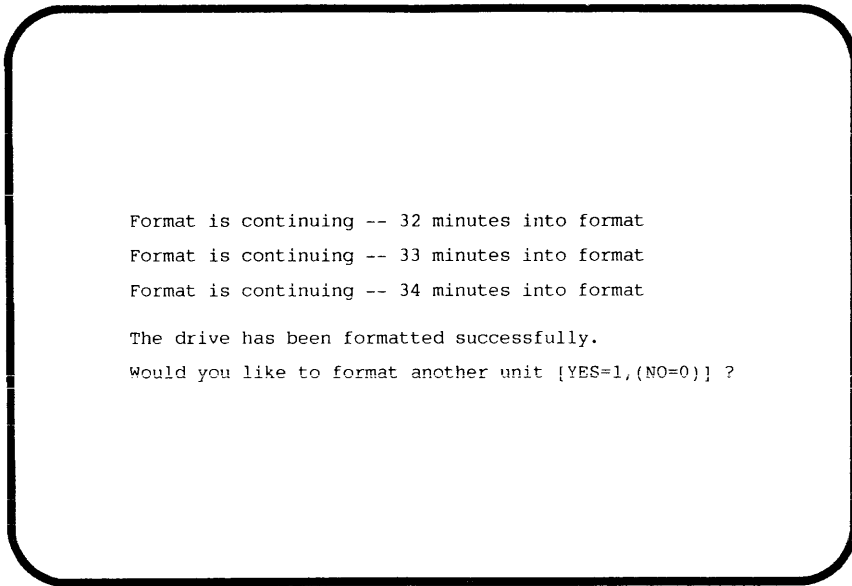 Format is continuing -- 32 minutes into format
Format is continuing -- 33 minutes into format
Format is continuing -- 34 minutes into format
The drive has been formatted successfully.
Would you like to format another unit [YES=1,(NO=0)] ?